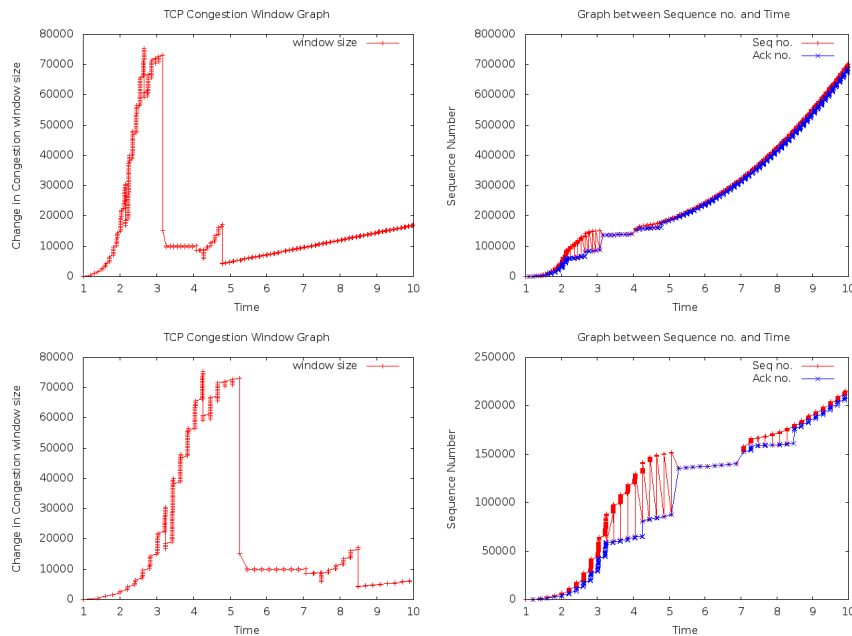 TCP Congestion Window Graph
window size
Change in Congestion window size
80000
70000
60000
50000
40000
30000
20000
10000
0
1 2 3 4 5 6 7 8 9 10
Time
Graph between Sequence no. and Time
Seq no.
Ack no.
Sequence Number
800000
700000
600000
500000
400000
300000
200000
100000
0
1 2 3 4 5 6 7 8 9 10
Time
TCP Congestion Window Graph
window size
Change in Congestion window size
80000
70000
60000
50000
40000
30000
20000
10000
0
1 2 3 4 5 6 7 8 9 10
Time
Graph between Sequence no. and Time
Seq no.
Ack no.
Sequence Number
250000
200000
150000
100000
50000
0
1 2 3 4 5 6 7 8 9 10
Time